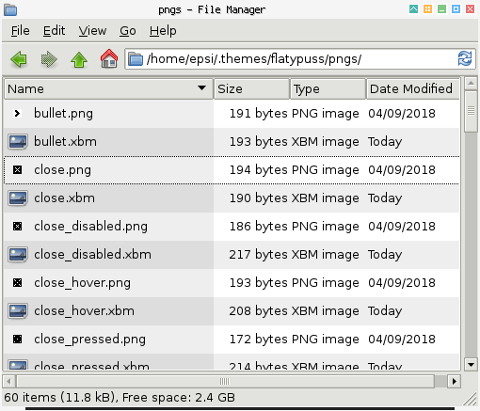 pngs - File Manager
File Edit View Go Help
/home/epsi/.themes/flatypuss/pngs/
Name Size Type Date Modified
bullet.png 191 bytes PNG image 04/09/2018
bullet.xbm 193 bytes XBM image Today
close.png 194 bytes PNG image 04/09/2018
close.xbm 190 bytes XBM image Today
close_disabled.png 186 bytes PNG image 04/09/2018
close_disabled.xbm 217 bytes XBM image Today
close_hover.png 193 bytes PNG image 04/09/2018
close_hover.xbm 208 bytes XBM image Today
close_pressed.png 172 bytes PNG image 04/09/2018
close_pressed.xbm 214 bytes XBM image Today
60 items (11.8 kB), Free space: 2.4 GB